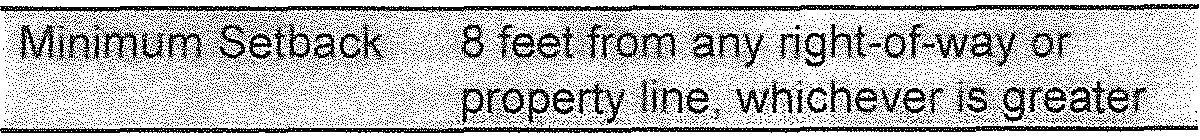 Minimum Setback 8 feet from any right-of-way or
property line, whichever is greater